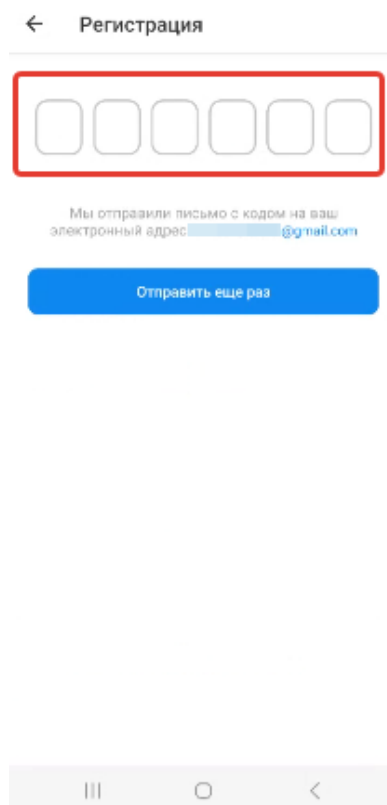 Регистрация
Мы отправили письмо с кодом на ваш
электронный адрес @gmail.com
Отправить еще раз